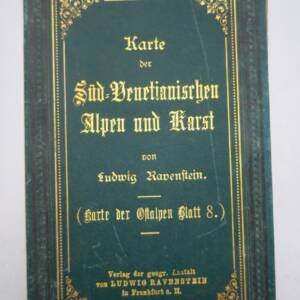 Karte
der
Süd-Venetianischen
Alpen und Karst
von
Ludwig Ravenstein.
(Karte der Ostalpen Blatt 8.)
Verlag der geogr. Anstalt
von LUDWIG RAVENSTEIN
in Frankfurt a. M.